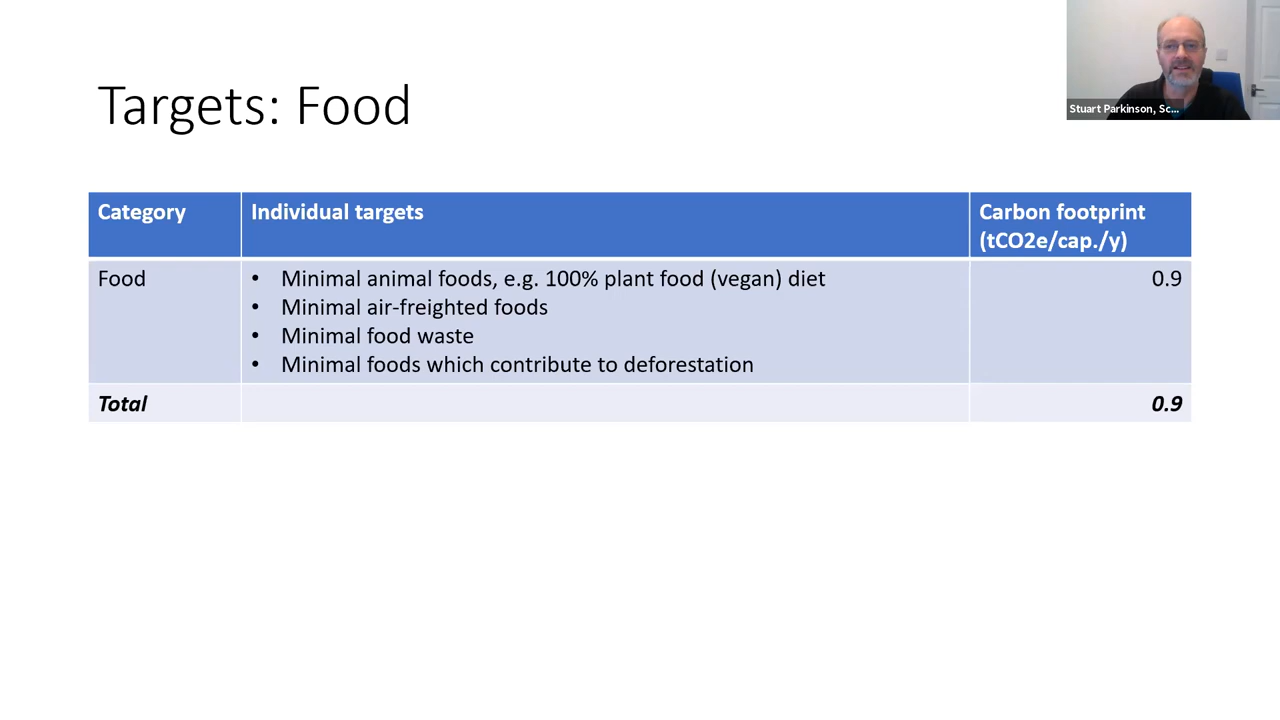 Targets: Food
Stuart Parkinson, Sc...
Category
Individual targets
Carbon footprint
(tCO2e/cap./y)
Food
• Minimal animal foods, e.g. 100% plant food (vegan) diet
• Minimal air-freighted foods
• Minimal food waste
• Minimal foods which contribute to deforestation
0.9
Total
0.9